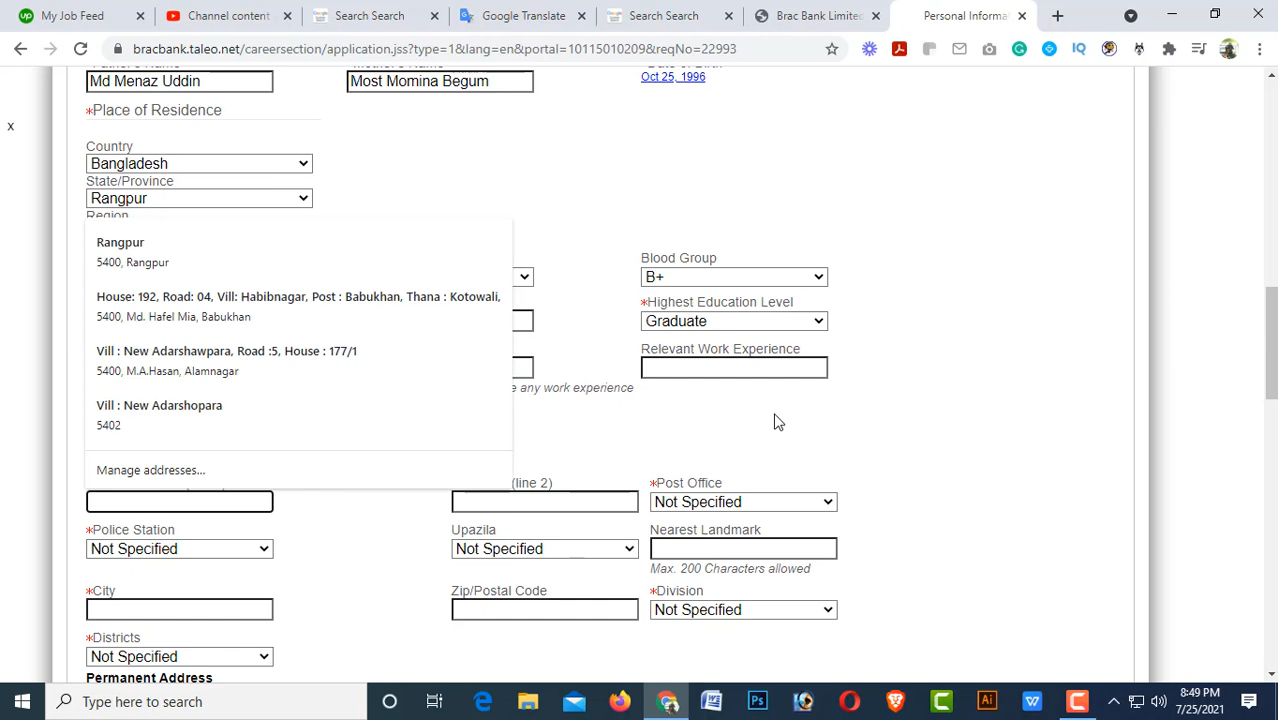 My Job Feed
Channel content
Search Search
Google Translate
Search Search
Brac Bank Limited
Personal Informa
bracbank.taleo.net/careersection/application.jss?type=1&lang=en&portal=10115010209&reqNo=22993
Md Menaz Uddin
Most Momina Begum
Oct 25, 1996
*Place of Residence
x
Country
Bangladesh
State/Province
Rangpur
Region
Rangpur
5400, Rangpur
House: 192, Road: 04, Vill: Habibnagar, Post : Babukhan, Thana : Kotowali,
5400, Md. Hafel Mia, Babukhan
Vill : New Adarshawpara, Road :5, House : 177/1
5400, M.A.Hasan, Alamnagar
Vill : New Adarshopara
5402
Manage addresses...
Blood Group
B+
*Highest Education Level
Graduate
Relevant Work Experience
e any work experience
(line 2)
*Post Office
Not Specified
*Police Station
Upazila
Nearest Landmark
Not Specified
Not Specified
Max. 200 Characters allowed
*City
Zip/Postal Code
*Division
Not Specified
*Districts
Not Specified
Permanent Address
Type here to search
8:49 PM
7/25/2021